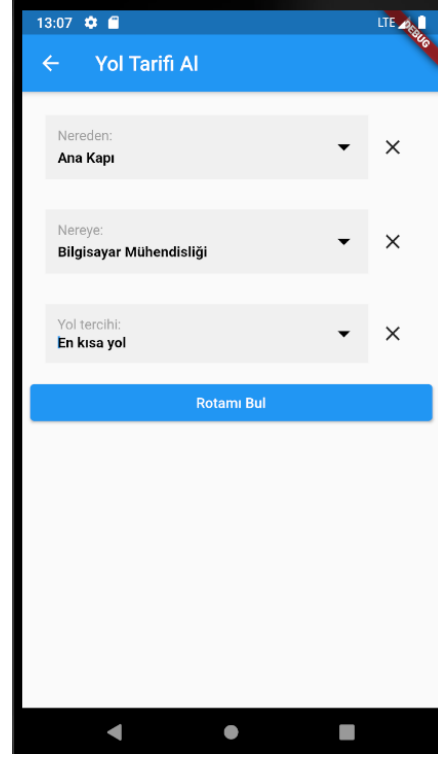 13:07
LTE
DEBUG
Yol Tarifi Al
Nereden:
Ana Kapı
Nereye:
Bilgisayar Mühendisliği
Yol tercihi:
En kısa yol
Rotamı Bul